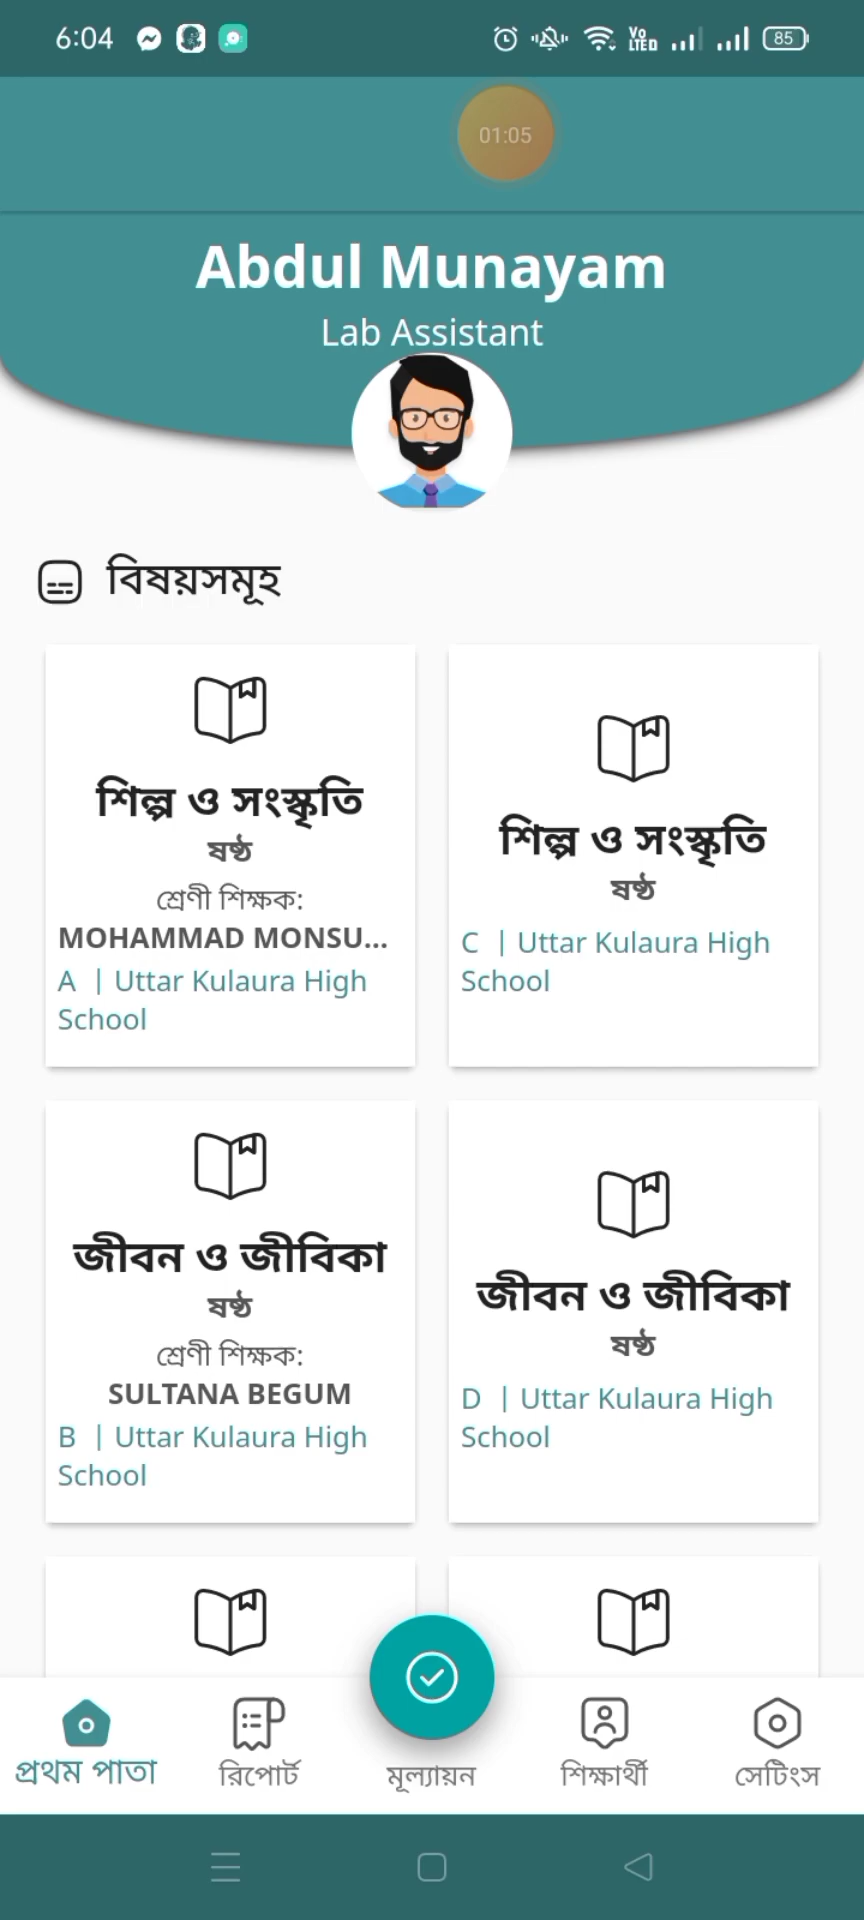 6:04
Vo
LTED
85
01:05
Abdul Munayam
Lab Assistant
বিষয়সমূহ
শিল্প ও সংস্কৃতি
ষষ্ঠ
শ্রেণী শিক্ষক:
MOHAMMAD MONSU...
A | Uttar Kulaura High
School
শিল্প ও সংস্কৃতি
ষষ্ঠ
C | Uttar Kulaura High
School
জীবন ও জীবিকা
ষষ্ঠ
শ্রেণী শিক্ষক:
SULTANA BEGUM
B | Uttar Kulaura High
School
জীবন ও জীবিকা
ষষ্ঠ
D | Uttar Kulaura High
School
প্রথম পাতা
রিপোর্ট
মূল্যায়ন
শিক্ষার্থী
সেটিংস